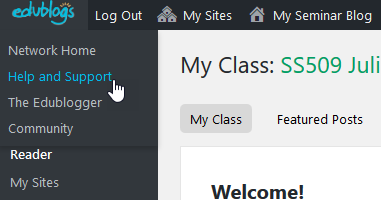 edublogs Log Out My Sites My Seminar Blog
Network Home
Help and Support
The Edublogger
Community
Reader
My Sites
My Class: SS509 Juli
My Class Featured Posts
Welcome!